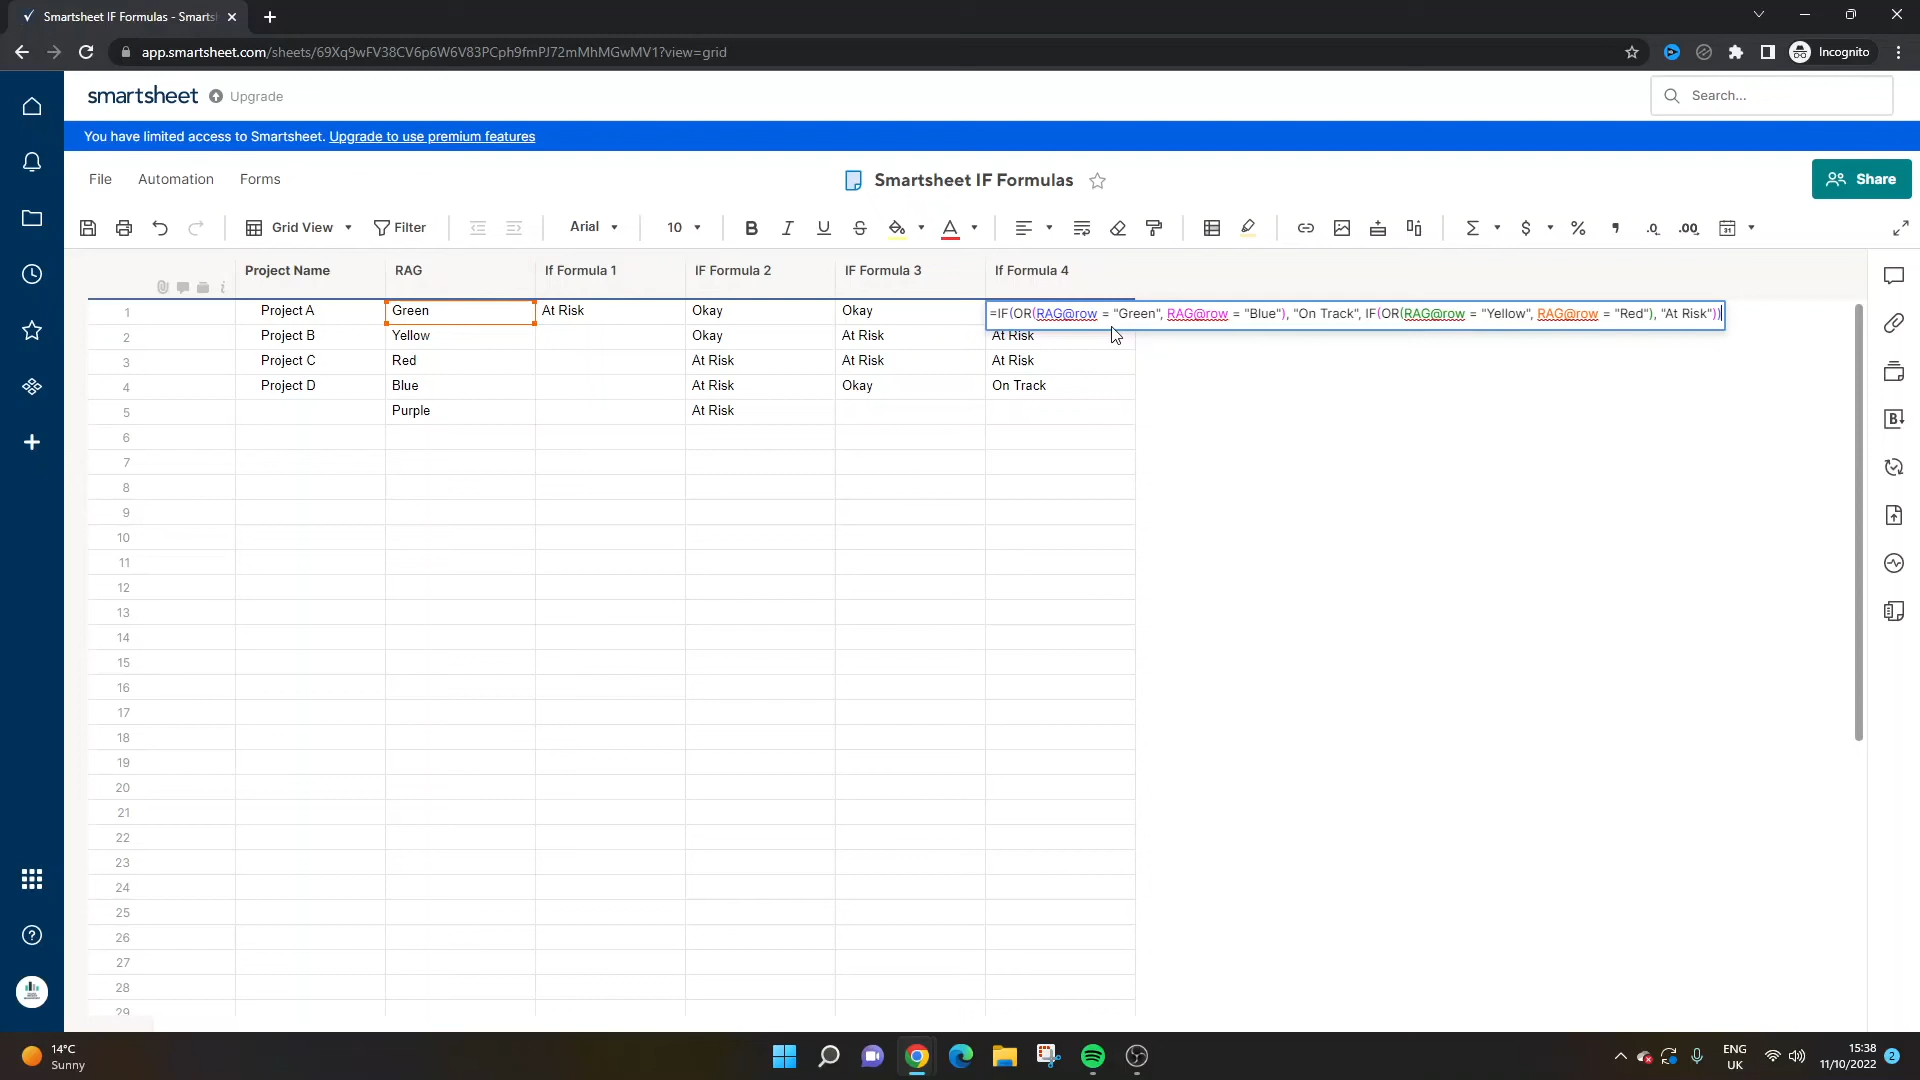 Smartsheet IF Formulas - Smarts
app.smartsheet.com/sheets/69Xq9wFV38CV6p6W6V83PCph9fmPJ72mMhMGwMV1?view=grid
Incognito
smartsheet Upgrade
Search...
You have limited access to Smartsheet. Upgrade to use premium features
File Automation Forms
Smartsheet IF Formulas
Share
Grid View Filter Arial 10 B I U S A Σ $ % .0 .00 31
Project Name RAG If Formula 1 IF Formula 2 IF Formula 3 If Formula 4
1 Project A Green At Risk Okay Okay =IF(OR(RAG@row = "Green", RAG@row = "Blue"), "On Track", IF(OR(RAG@row = "Yellow", RAG@row = "Red"), "At Risk"))
2 Project B Yellow Okay At Risk At Risk
3 Project C Red At Risk At Risk At Risk
4 Project D Blue At Risk Okay On Track
5 Purple At Risk
6
7
8
9
10
11
12
13
14
15
16
17
18
19
20
21
22
23
24
25
26
27
28
29
14°C
Sunny
ENG
UK
15:38
11/10/2022
2